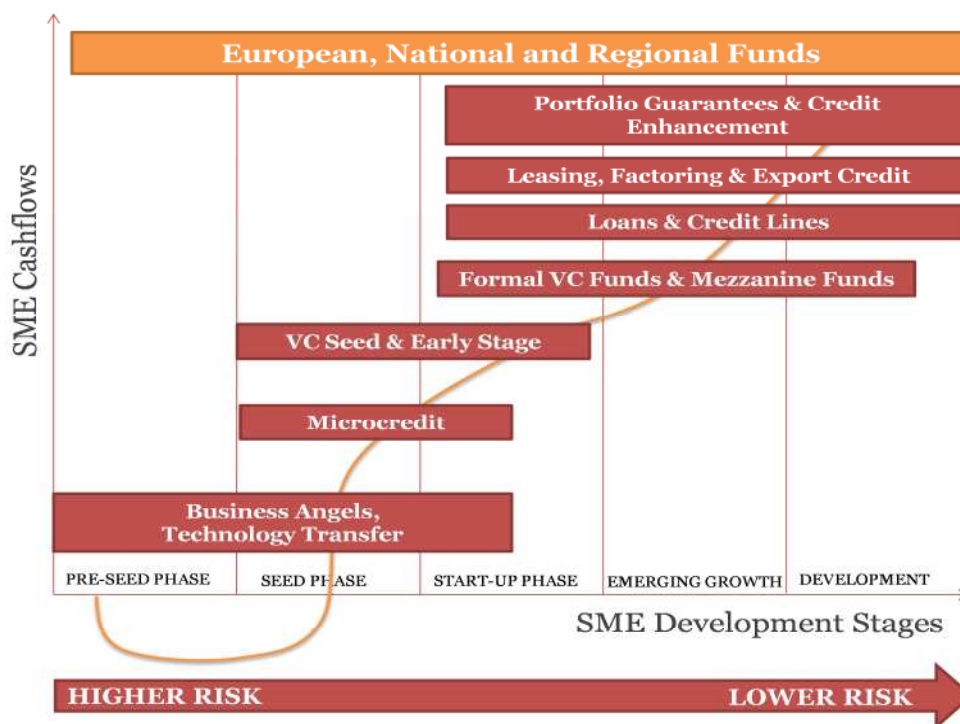 European, National and Regional Funds
Portfolio Guarantees & Credit
Enhancement
Leasing, Factoring & Export Credit
Loans & Credit Lines
Formal VC Funds & Mezzanine Funds
VC Seed & Early Stage
Microcredit
Business Angels,
Technology Transfer
SME Cashflows
PRE-SEED PHASE
SEED PHASE
START-UP PHASE
EMERGING GROWTH
DEVELOPMENT
SME Development Stages
HIGHER RISK
LOWER RISK